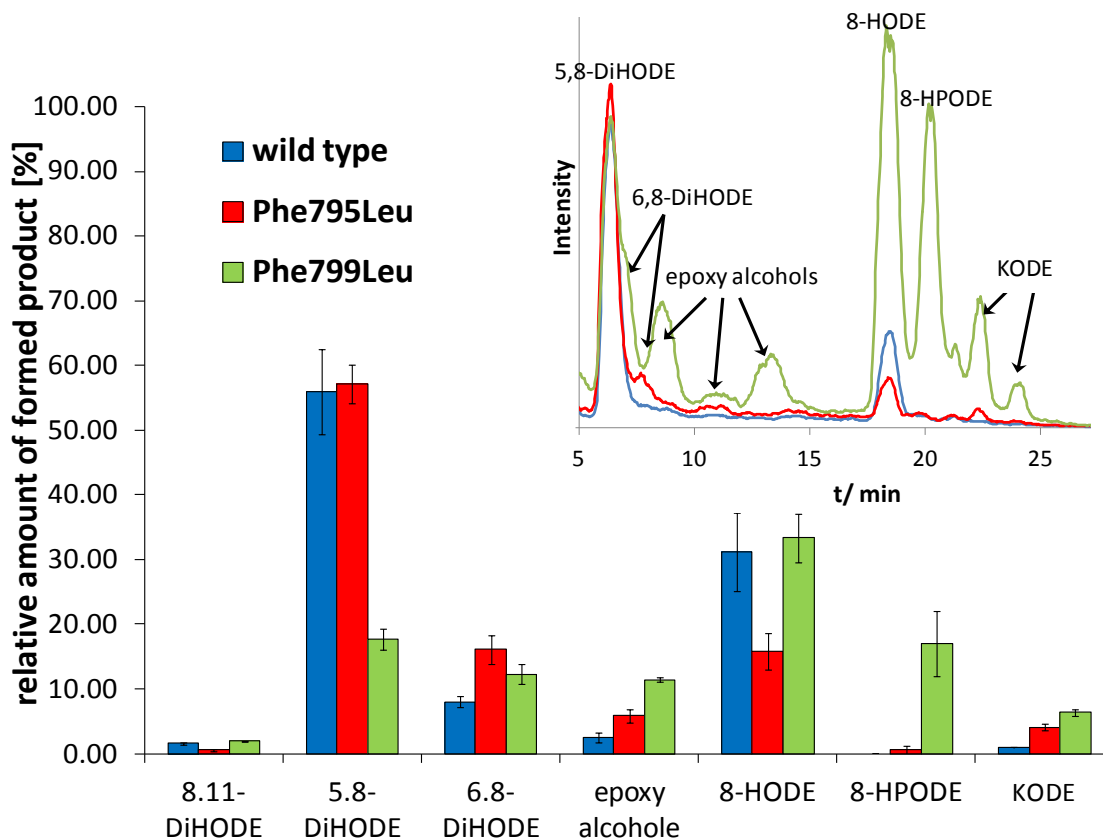 relative amount of formed product [%]
100.00
90.00
80.00
70.00
60.00
50.00
40.00
30.00
20.00
10.00
0.00
wild type
Phe795Leu
Phe799Leu
8.11-
DiHODE
5.8-
DiHODE
6.8-
DiHODE
epoxy
alcohole
8-HODE
8-HPODE
KODE
Intensity
5,8-DiHODE
6,8-DiHODE
epoxy alcohols
8-HODE
8-HPODE
KODE
5
10
15
20
25
t/ min